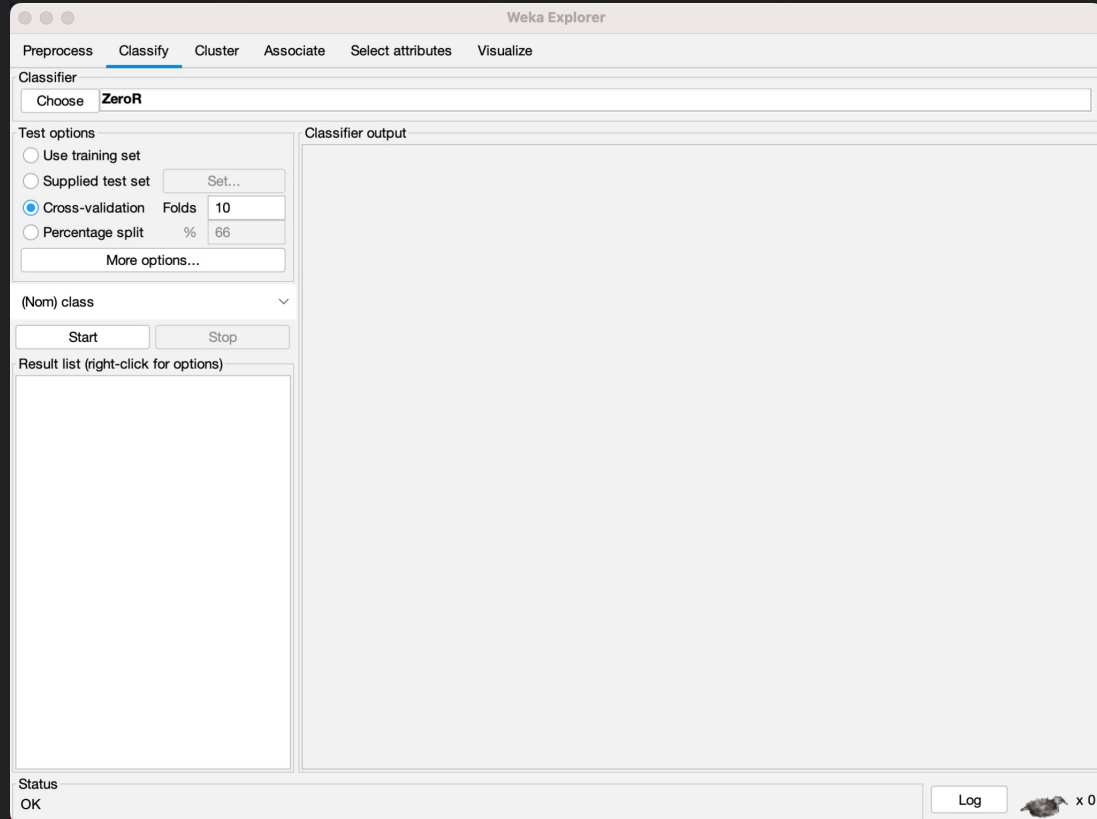 Weka Explorer
Preprocess Classify Cluster Associate Select attributes Visualize
Classifier
Choose ZeroR
Test options
Use training set
Supplied test set Set...
Cross-validation Folds 10
Percentage split % 66
More options...
(Nom) class
Start Stop
Result list (right-click for options)
Classifier output
Status
OK
Log x 0